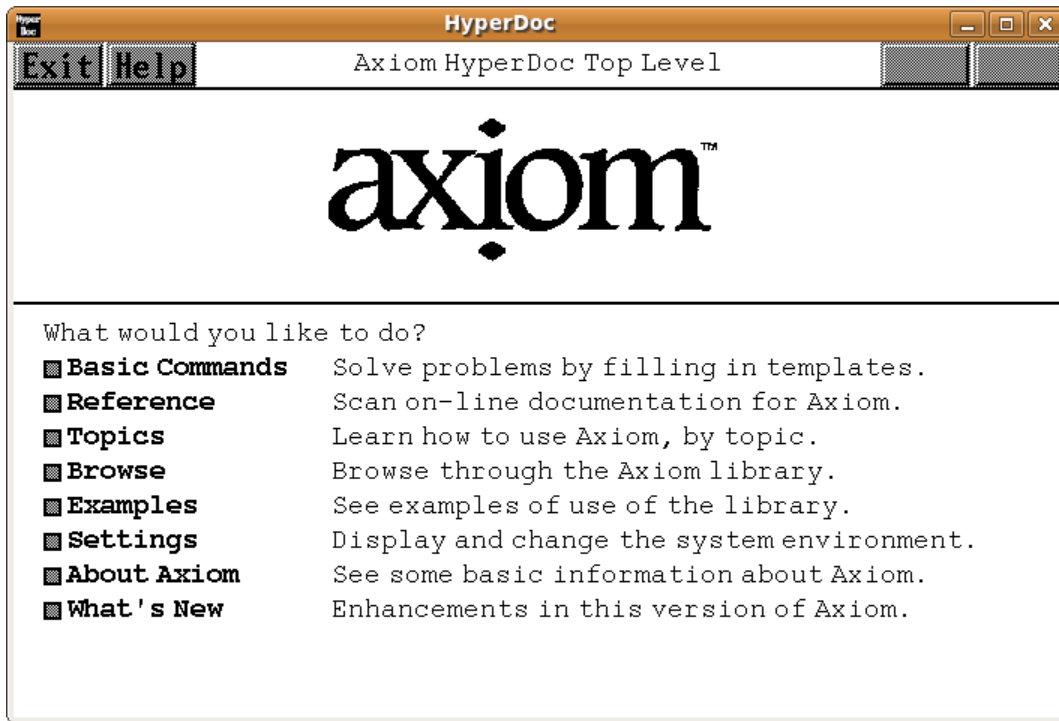 Hyper
Doc
HyperDoc
Exit Help Axiom HyperDoc Top Level
axiom™
What would you like to do?
Basic Commands Solve problems by filling in templates.
Reference Scan on-line documentation for Axiom.
Topics Learn how to use Axiom, by topic.
Browse Browse through the Axiom library.
Examples See examples of use of the library.
Settings Display and change the system environment.
About Axiom See some basic information about Axiom.
What's New Enhancements in this version of Axiom.